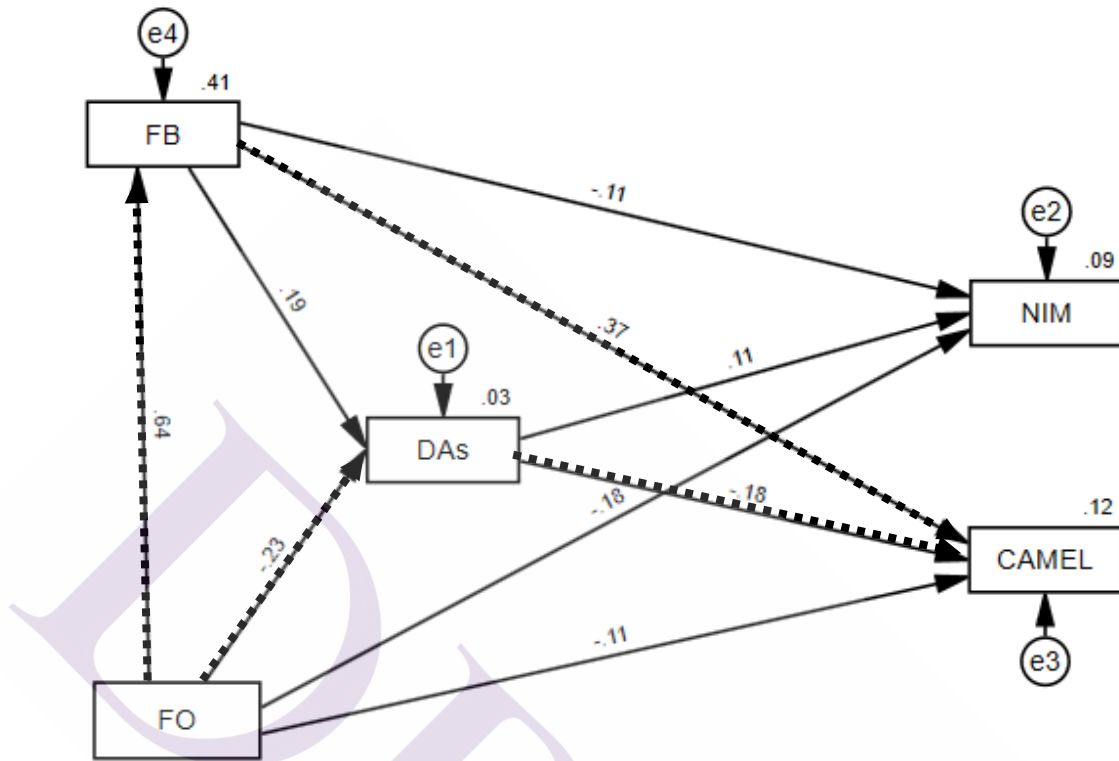 e4
.41
FB
-.11
e2
.09
NIM
.19
.37
e1
.11
.03
DAs
.64
-.18
-.18
.12
CAMEL
-.23
-.11
e3
FO